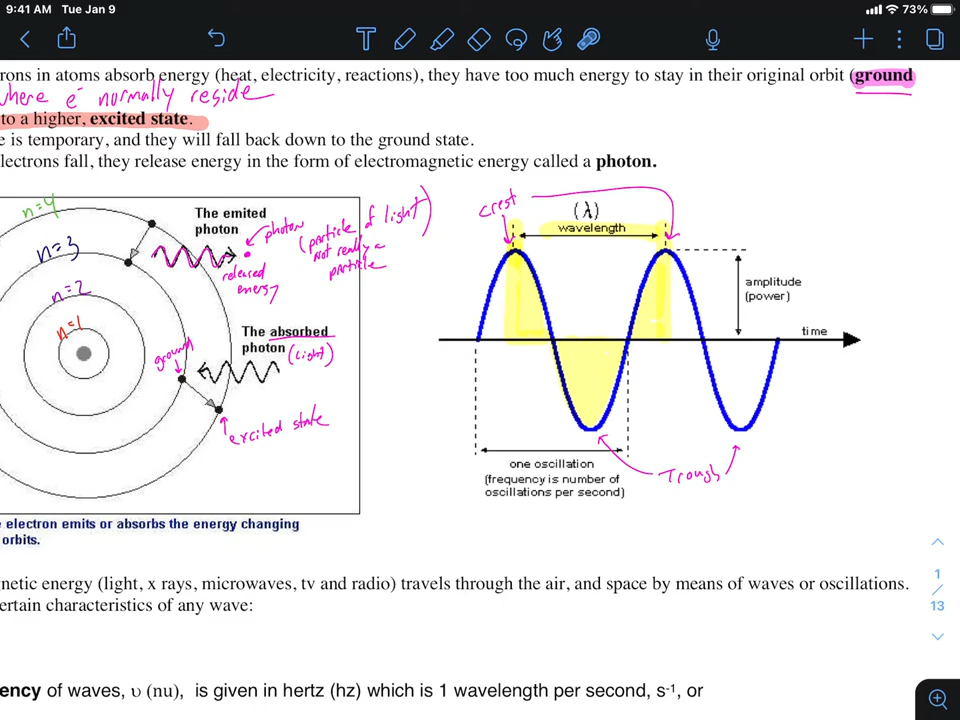 9:41 AM Tue Jan 9
73%
T
rons in atoms absorb energy (heat, electricity, reactions), they have too much energy to stay in their original orbit (ground
where e⁻ normally reside
to a higher, excited state.
e is temporary, and they will fall back down to the ground state.
lectrons fall, they release energy in the form of electromagnetic energy called a photon.
n=4
n=3
n=2
n=1
The emitted
photon
photon
(particle of light)
not really a
particle
released
energy
The absorbed
photon
(light)
ground
excited state
e electron emits or absorbs the energy changing
orbits.
crest
(λ)
wavelength
amplitude
(power)
time
one oscillation
(frequency is number of
oscillations per second)
Trough
gnetic energy (light, x rays, microwaves, tv and radio) travels through the air, and space by means of waves or oscillations.
ertain characteristics of any wave:
1
/
13
ency of waves, υ (nu), is given in hertz (hz) which is 1 wavelength per second, s⁻¹, or